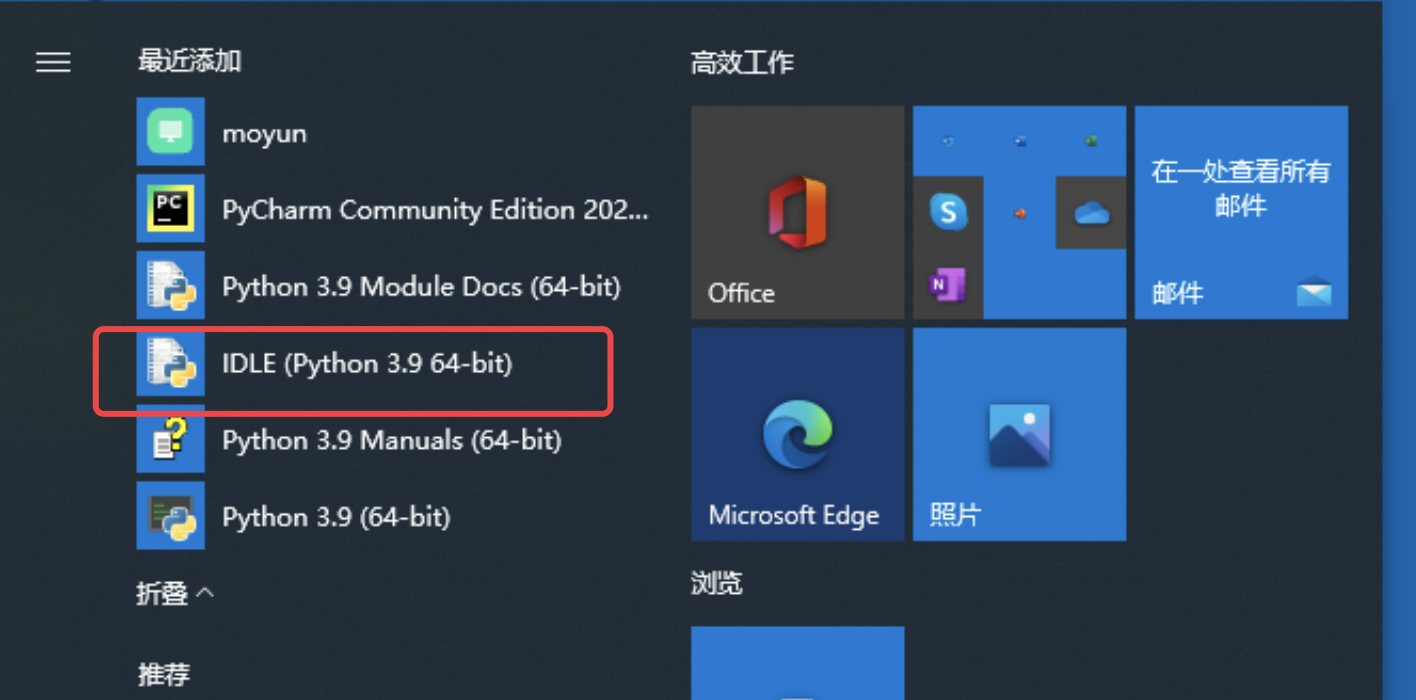 最近添加
moyun
PyCharm Community Edition 202...
Python 3.9 Module Docs (64-bit)
IDLE (Python 3.9 64-bit)
Python 3.9 Manuals (64-bit)
Python 3.9 (64-bit)
折叠
推荐
高效工作
Office
在一处查看所有
邮件
邮件
Microsoft Edge
照片
浏览